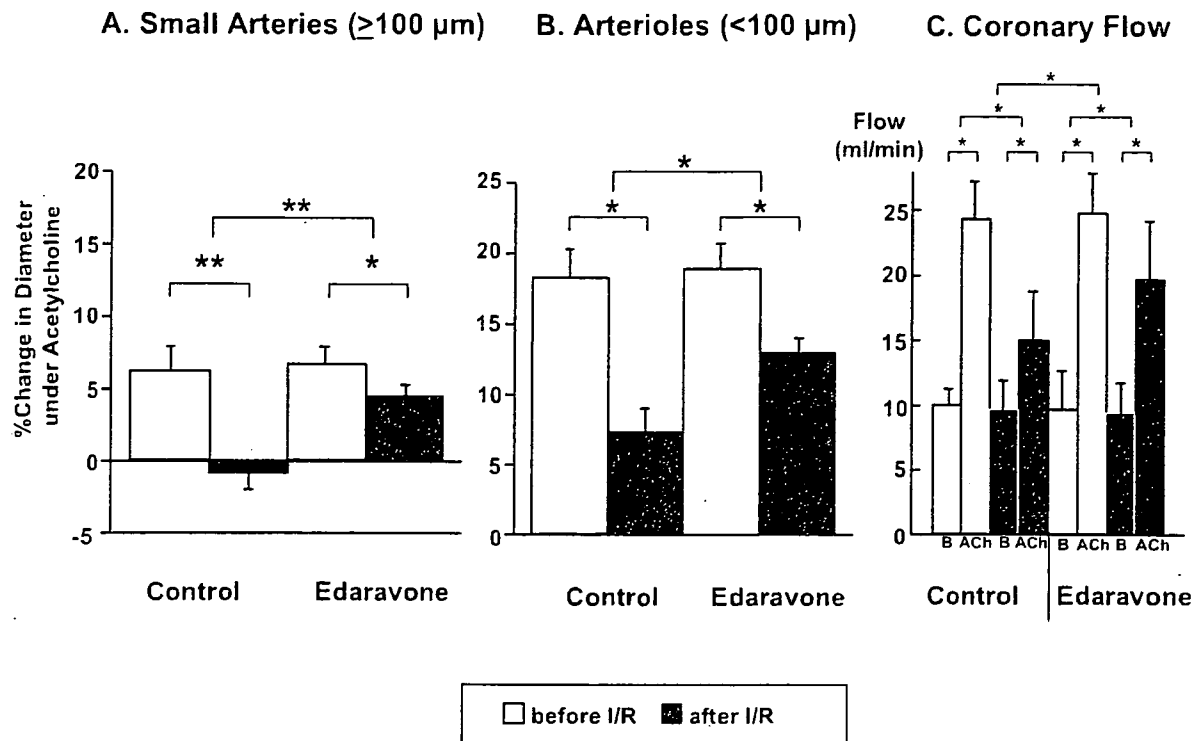 A. Small Arteries (≥100 µm)
B. Arterioles (<100 µm)
C. Coronary Flow
%Change in Diameter
under Acetylcholine
20
15
10
5
0
-5
**
*
**
Control
Edaravone
25
20
15
10
5
0
*
*
*
Control
Edaravone
Flow
(ml/min)
25
20
15
10
5
0
*
*
*
*
*
*
*
B ACh B ACh B ACh B ACh
Control
Edaravone
before I/R
after I/R